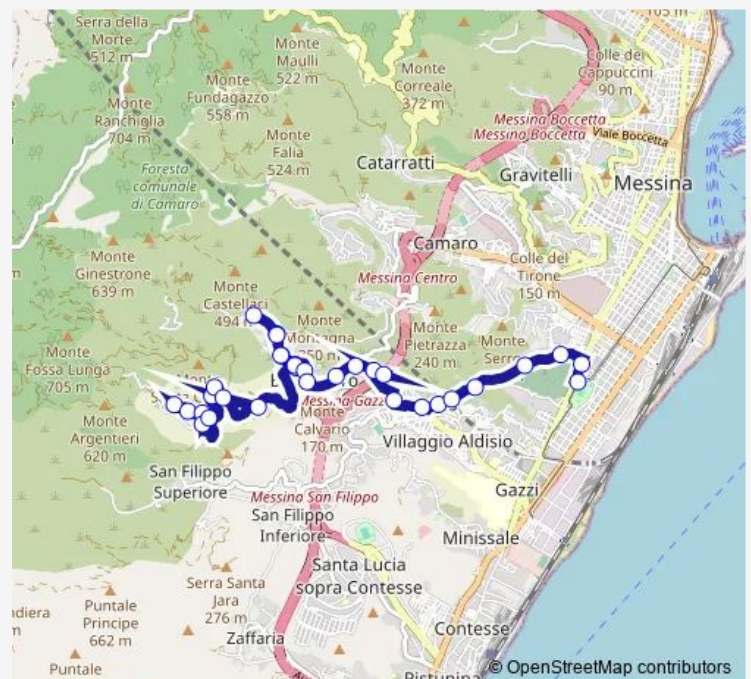 Serra della
Morte
512 m
Monte
Maulli
522 m
Monte
Correale
372 m
Colle dei
Cappuccini
90 m
Monte
Fundagazzo
558 m
Monte
Ranchiglia
704 m
Messina Boccetta
Messina Boccetta
Viale Boccetta
Monte
Falia
524 m
Catarratti
Foresta
comunale
di Camaro
Gravitelli
Messina
Camaro
Monte
Ginestrone
639 m
Messina Centro
Colle del
Tirone
150 m
Monte
Castellaci
494
Monte
Pietrazza
240 m
Monte
Monte
Fossa Lunga
705 m
Monte
Calvario
170 m
Monte
Argentieri
620 m
Villaggio Aldisio
San Filippo
Superiore
Messina San Filippo
San Filippo
Inferiore
Gazzi
Minissale
Santa Lucia
sopra Contesse
Serra Santa
Jara
276 m
Puntale
Principe
662 m
Zaffaria
Contesse
Puntale
© OpenStreetMap contributors